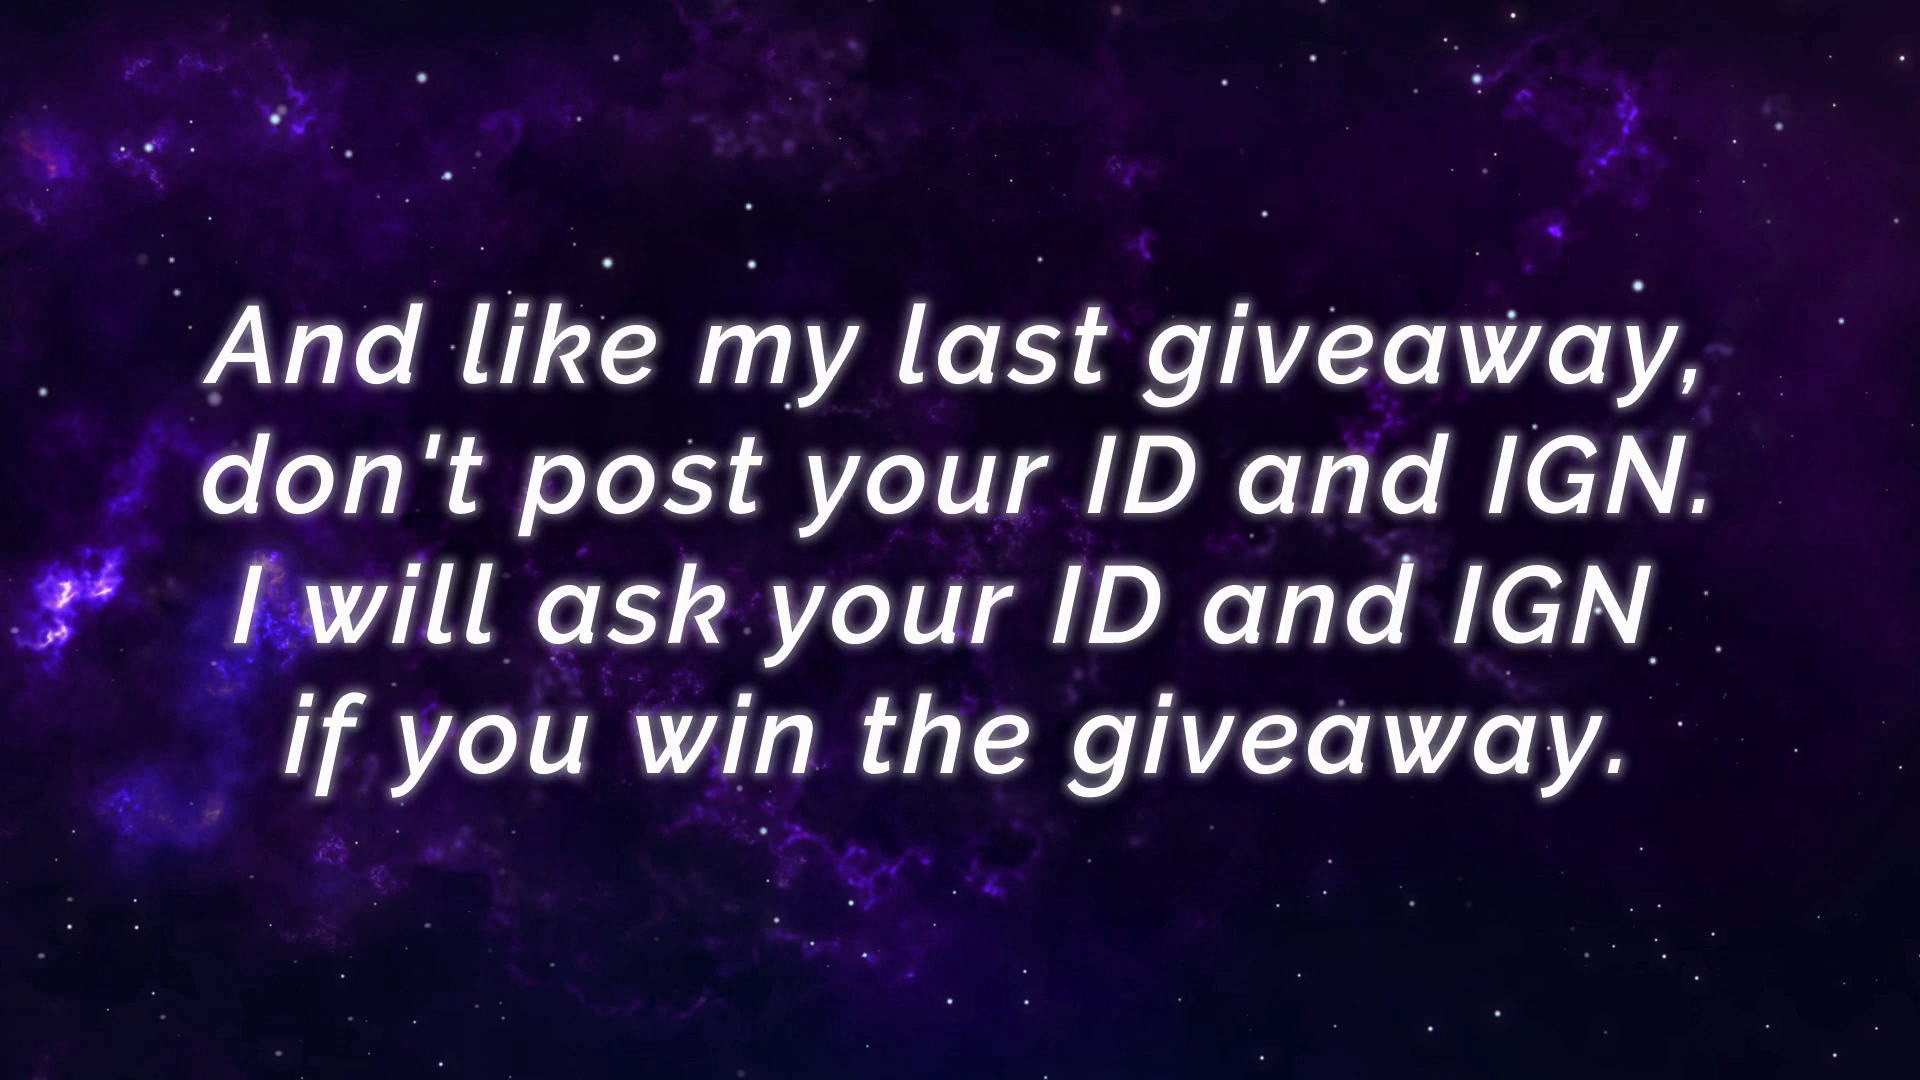 And like my last giveaway,
don't post your ID and IGN.
I will ask your ID and IGN
if you win the giveaway.